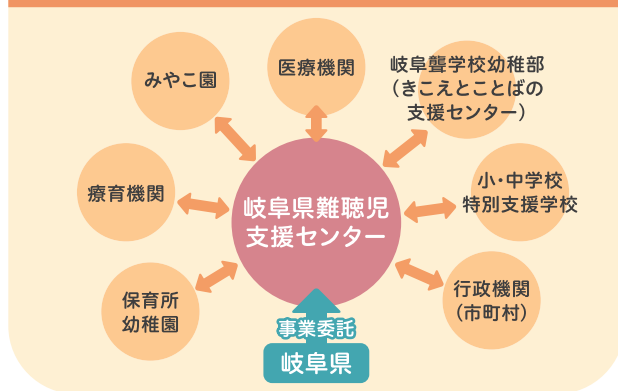 医療機関
みやこ園
岐阜聾学校幼稚部
（きこえとことばの
支援センター）
療育機関
岐阜県難聴児
支援センター
小・中学校
特別支援学校
保育所
幼稚園
行政機関
（市町村）
事業委託
岐阜県